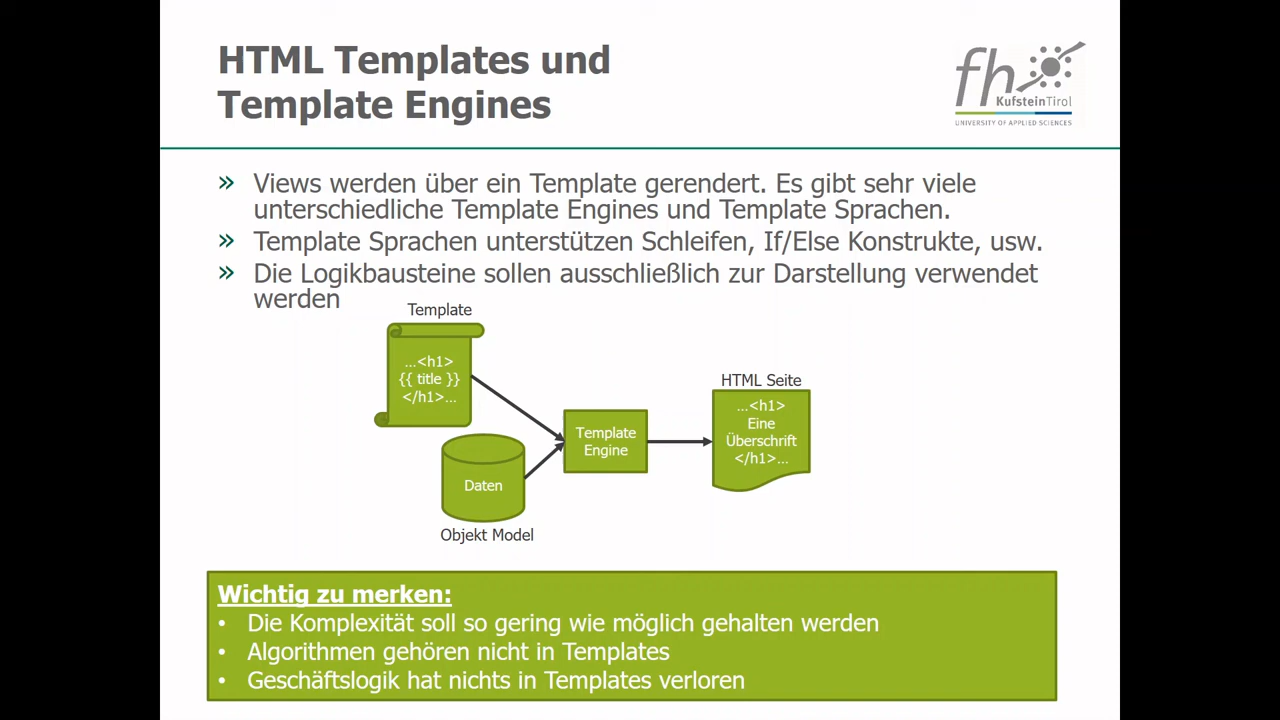 HTML Templates und
Template Engines
fh
KufsteinTirol
UNIVERSITY OF APPLIED SCIENCES
» Views werden über ein Template gerendert. Es gibt sehr viele
unterschiedliche Template Engines und Template Sprachen.
» Template Sprachen unterstützen Schleifen, If/Else Konstrukte, usw.
» Die Logikbausteine sollen ausschließlich zur Darstellung verwendet
werden
Template
...<h1>
{{ title }}
</h1>...
Daten
Objekt Model
Template
Engine
HTML Seite
...<h1>
Eine
Überschrift
</h1>...
Wichtig zu merken:
• Die Komplexität soll so gering wie möglich gehalten werden
• Algorithmen gehören nicht in Templates
• Geschäftslogik hat nichts in Templates verloren